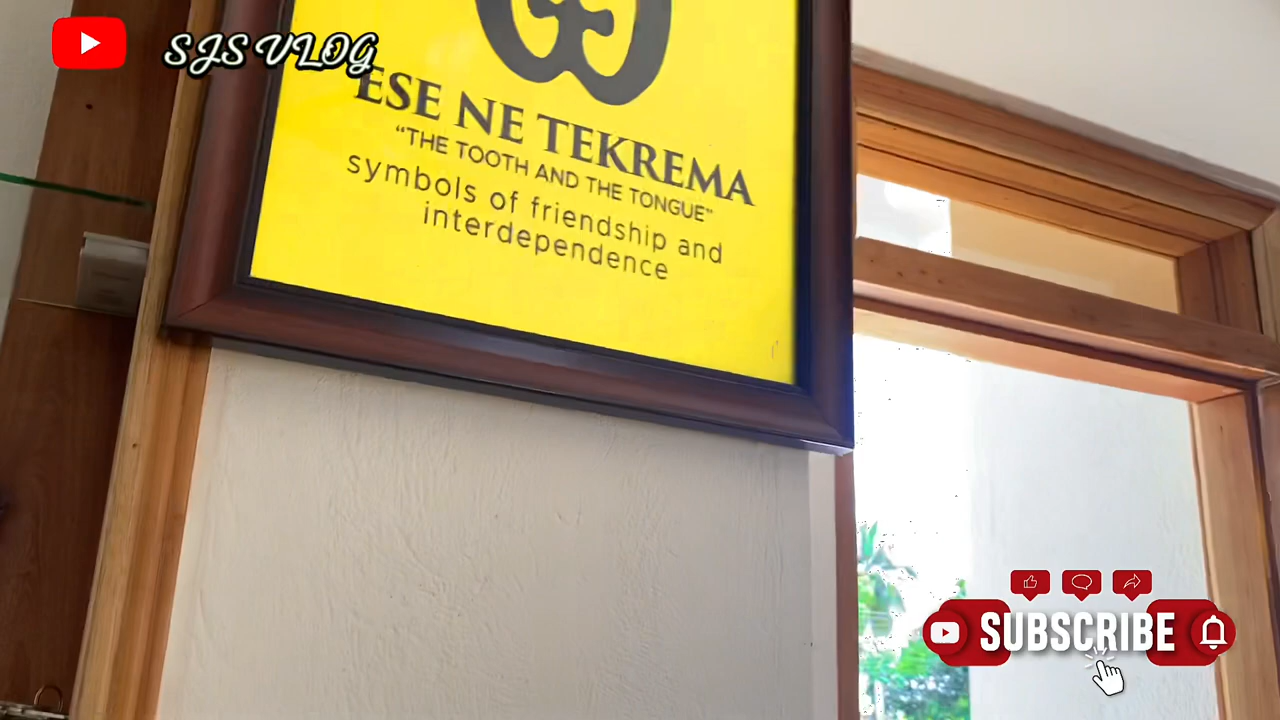 SJS VLOG
ESE NE TEKREMA
“THE TOOTH AND THE TONGUE”
symbols of friendship and
interdependence
SUBSCRIBE